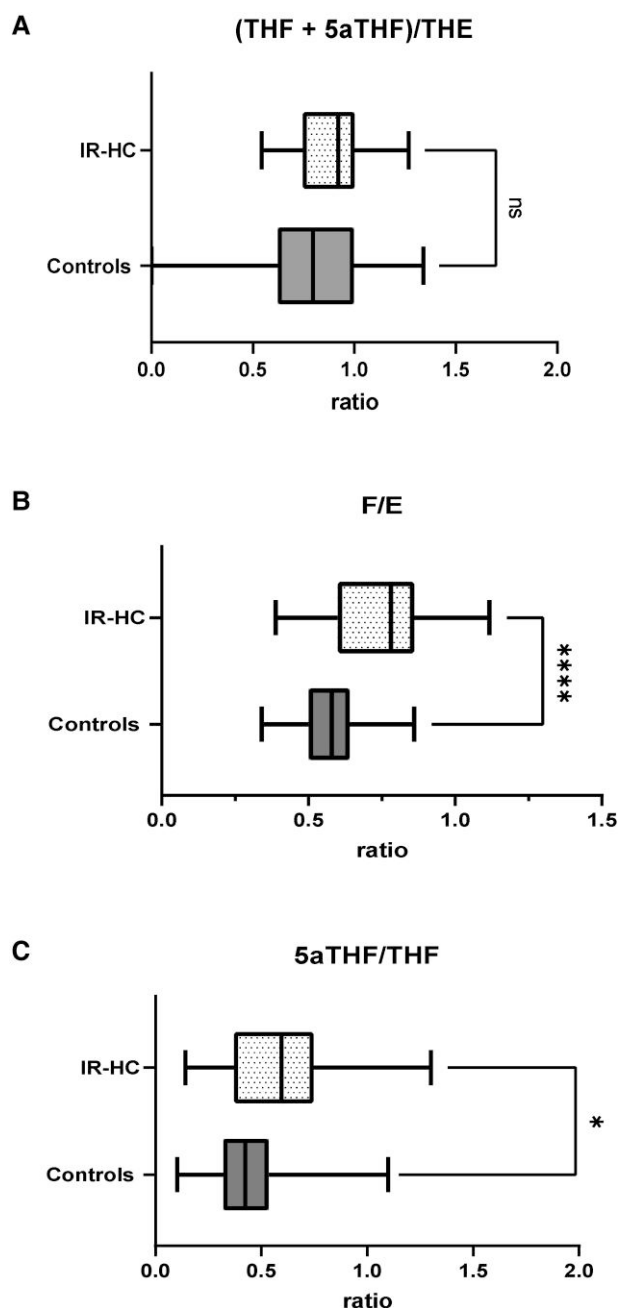 A
(THF + 5aTHF)/THE
IR-HC
ns
Controls
0.0 0.5 1.0 1.5 2.0
ratio
B
F/E
IR-HC
****
Controls
0.0 0.5 1.0 1.5
ratio
C
5aTHF/THF
IR-HC
*
Controls
0.0 0.5 1.0 1.5 2.0
ratio